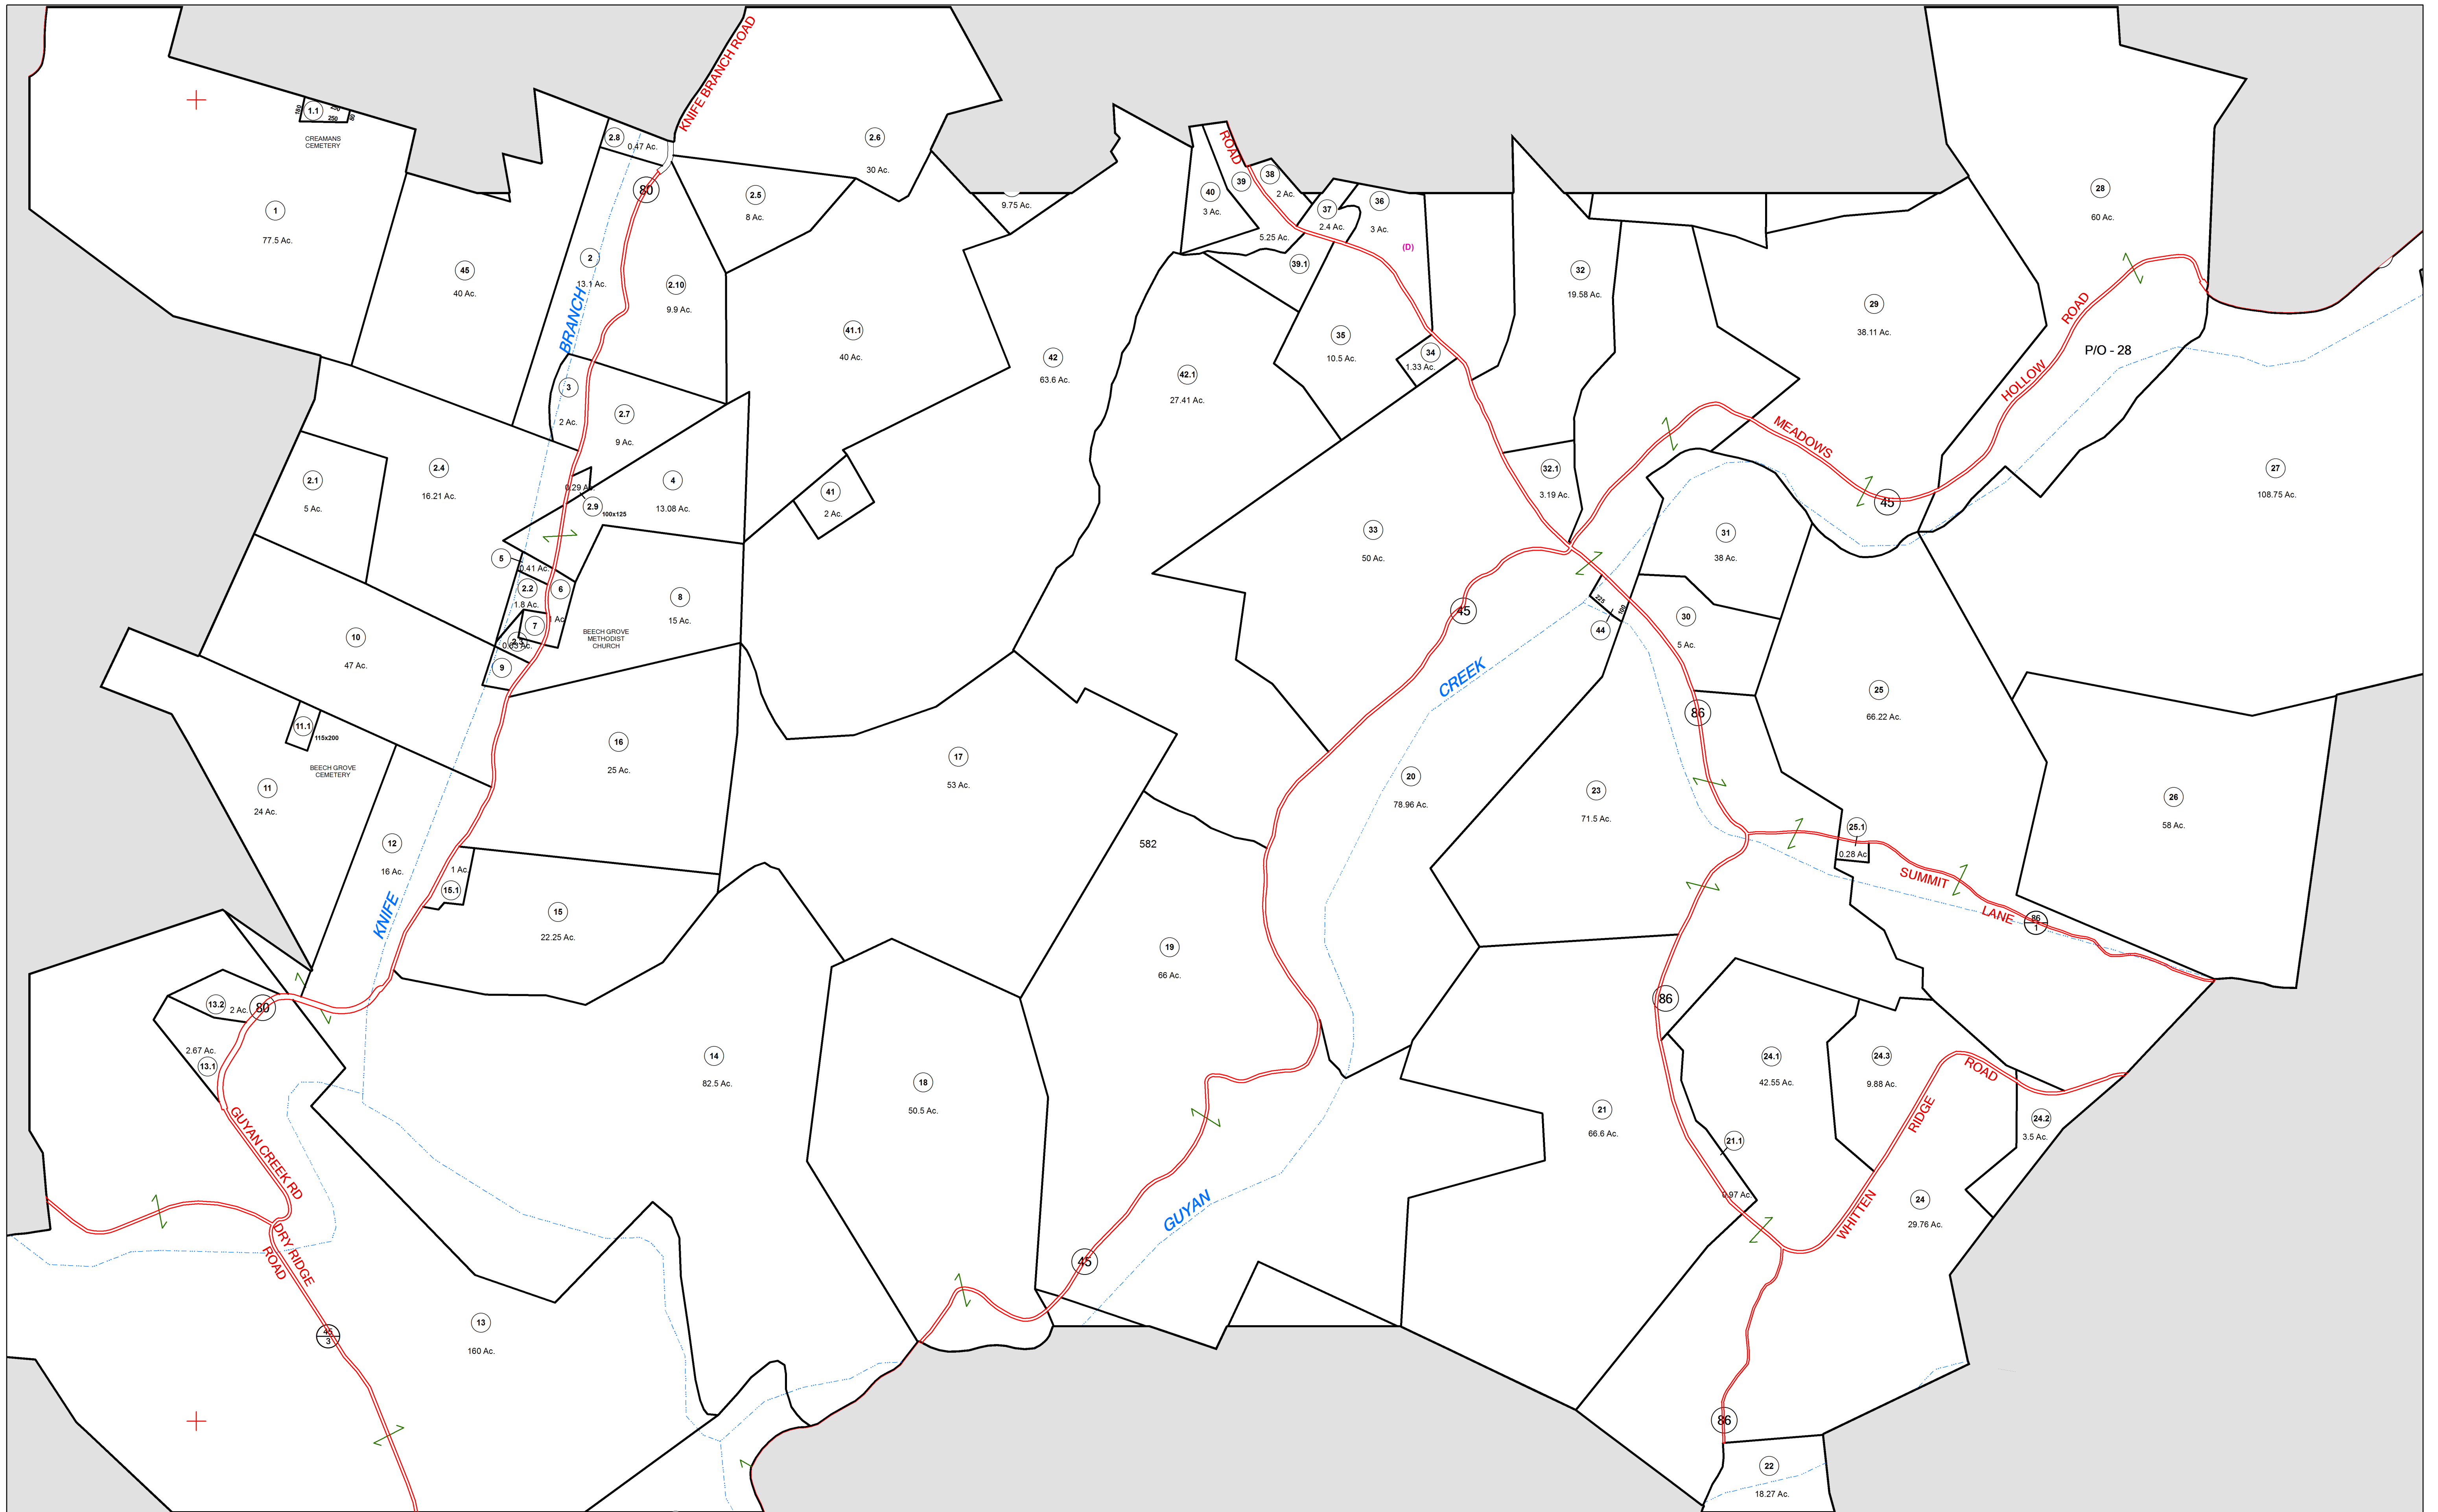 KNIFE BRANCH ROAD
1.1
180
250
250
80
CREAMANS
CEMETERY
1
77.5 Ac.
45
40 Ac.
2.8
0.47 Ac.
80
2
13.1 Ac.
BRANCH
2.10
9.9 Ac.
2.5
8 Ac.
2.6
30 Ac.
9.75 Ac.
41.1
40 Ac.
42
63.6 Ac.
42.1
27.41 Ac.
40
3 Ac.
39
ROAD
38
2 Ac.
5.25 Ac.
39.1
37
2.4 Ac.
36
3 Ac.
(D)
35
10.5 Ac.
34
1.33 Ac.
32
19.58 Ac.
32.1
3.19 Ac.
29
38.11 Ac.
28
60 Ac.
P/O - 28
HOLLOW
ROAD
MEADOWS
45
27
108.75 Ac.
3
2 Ac.
2.7
9 Ac.
2.1
5 Ac.
2.4
16.21 Ac.
0.29 Ac.
2.9
100x125
4
13.08 Ac.
41
2 Ac.
33
50 Ac.
31
38 Ac.
5
0.41 Ac.
2.2
1.8 Ac.
6
1 Ac.
7
0.63 Ac.
9
8
15 Ac.
BEECH GROVE
METHODIST
CHURCH
10
47 Ac.
11.1
115x200
BEECH GROVE
CEMETERY
11
24 Ac.
12
16 Ac.
KNIFE
16
25 Ac.
17
53 Ac.
45
CREEK
225
100
44
30
5 Ac.
86
25
66.22 Ac.
20
78.96 Ac.
23
71.5 Ac.
26
58 Ac.
582
25.1
0.28 Ac.
SUMMIT
LANE
86
1
1 Ac.
15.1
15
22.25 Ac.
19
66 Ac.
13.2
2 Ac.
80
2.67 Ac.
13.1
GUYAN CREEK RD
14
82.5 Ac.
18
50.5 Ac.
86
24.1
42.55 Ac.
24.3
9.88 Ac.
ROAD
RIDGE
WHITTEN
24.2
3.5 Ac.
21
66.6 Ac.
21.1
0.97 Ac.
24
29.76 Ac.
GUYAN
45
DRY RIDGE
ROAD
45
3
13
160 Ac.
86
22
18.27 Ac.